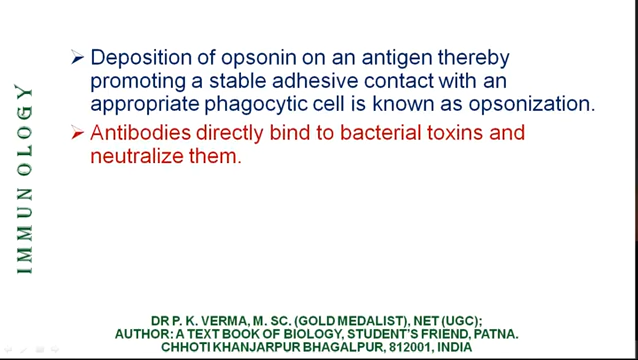 IMMUNOLOGY
Deposition of opsonin on an antigen thereby
promoting a stable adhesive contact with an
appropriate phagocytic cell is known as opsonization.
Antibodies directly bind to bacterial toxins and
neutralize them.
DR P. K. VERMA, M. SC. (GOLD MEDALIST), NET (UGC);
AUTHOR: A TEXT BOOK OF BIOLOGY, STUDENT'S FRIEND, PATNA.
CHHOTI KHANJARPUR BHAGALPUR, 812001, INDIA